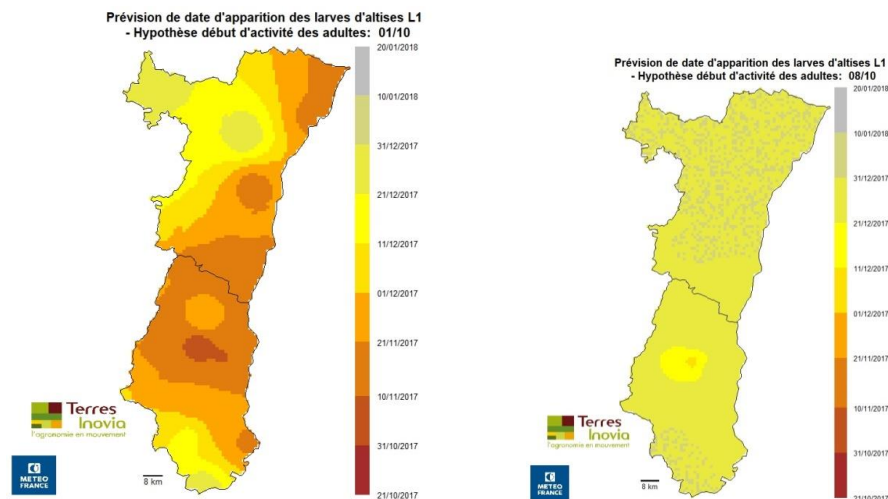 Prévision de date d'apparition des larves d'altises L1
- Hypothèse début d'activité des adultes: 01/10
20/01/2018
10/01/2018
31/12/2017
21/12/2017
11/12/2017
01/12/2017
21/11/2017
10/11/2017
31/10/2017
21/10/2017
Terres
Inovia
l'agronomie en mouvement
METEO
FRANCE
8 km
Prévision de date d'apparition des larves d'altises L1
- Hypothèse début d'activité des adultes: 08/10
20/01/2018
10/01/2018
31/12/2017
21/12/2017
11/12/2017
01/12/2017
21/11/2017
10/11/2017
31/10/2017
21/10/2017
Terres
Inovia
l'agronomie en mouvement
METEO
FRANCE
8 km